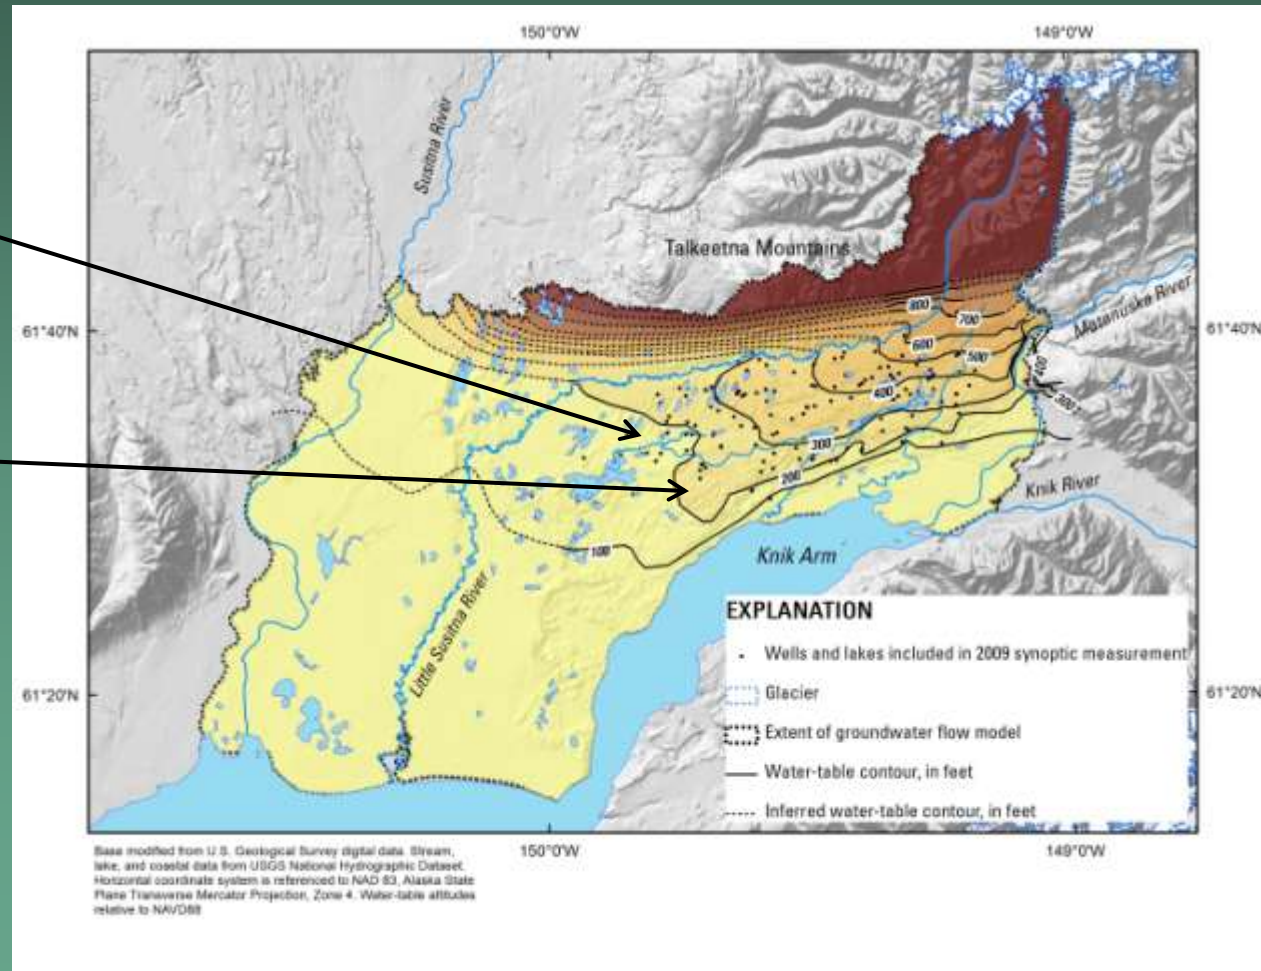 150°0'W
149°0'W
Susitna River
Talkeetna Mountains
Matanuska River
61°40'N
61°40'N
800
700
600
500
400
400
300
300
200
100
Knik River
Knik Arm
Little Susitna River
EXPLANATION
Wells and lakes included in 2009 synoptic measurement
Glacier
Extent of groundwater flow model
Water-table contour, in feet
Inferred water-table contour, in feet
61°20'N
61°20'N
150°0'W
149°0'W
Base modified from U.S. Geological Survey digital data. Stream,
lake, and coastal data from USGS National Hydrographic Dataset.
Horizontal coordinate system is referenced to NAD 83, Alaska State
Plane Transverse Mercator Projection, Zone 4. Water-table altitudes
relative to NAVD88